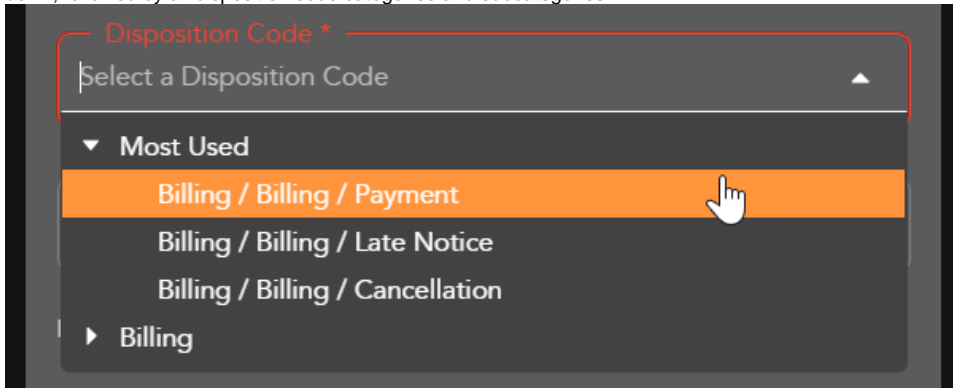 Disposition Code *
Select a Disposition Code
Most Used
Billing / Billing / Payment
Billing / Billing / Late Notice
Billing / Billing / Cancellation
Billing